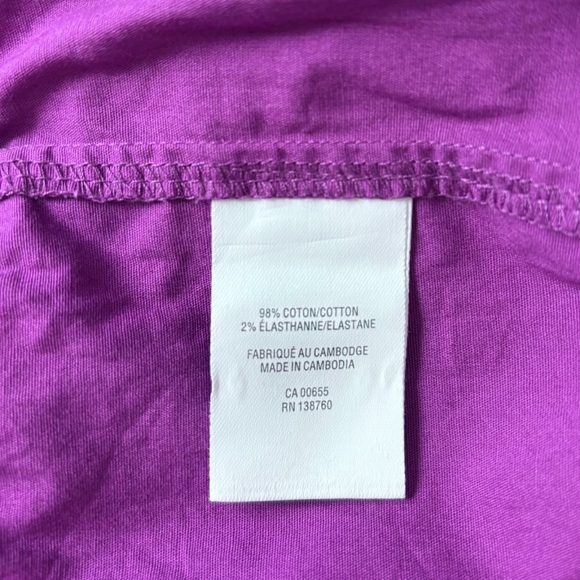 98% COTON/COTTON
2% ÉLASTHANNE/ELASTANE
FABRIQUÉ AU CAMBODGE
MADE IN CAMBODIA
CA 00655
RN 138760